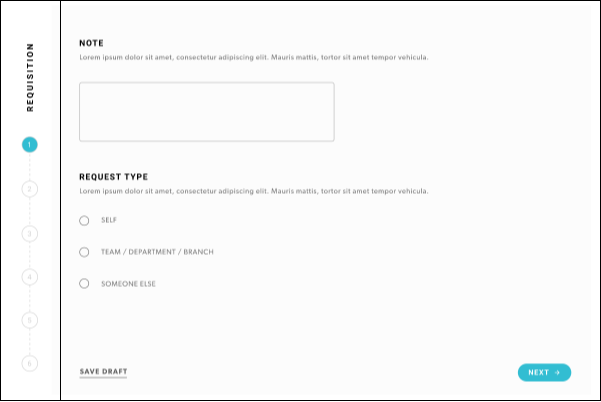 REQUISITION
1
2
3
4
5
6
NOTE
Lorem ipsum dolor sit amet, consectetur adipiscing elit. Mauris mattis, tortor sit amet tempor vehicula.
REQUEST TYPE
Lorem ipsum dolor sit amet, consectetur adipiscing elit. Mauris mattis, tortor sit amet tempor vehicula.
SELF
TEAM / DEPARTMENT / BRANCH
SOMEONE ELSE
SAVE DRAFT
NEXT →